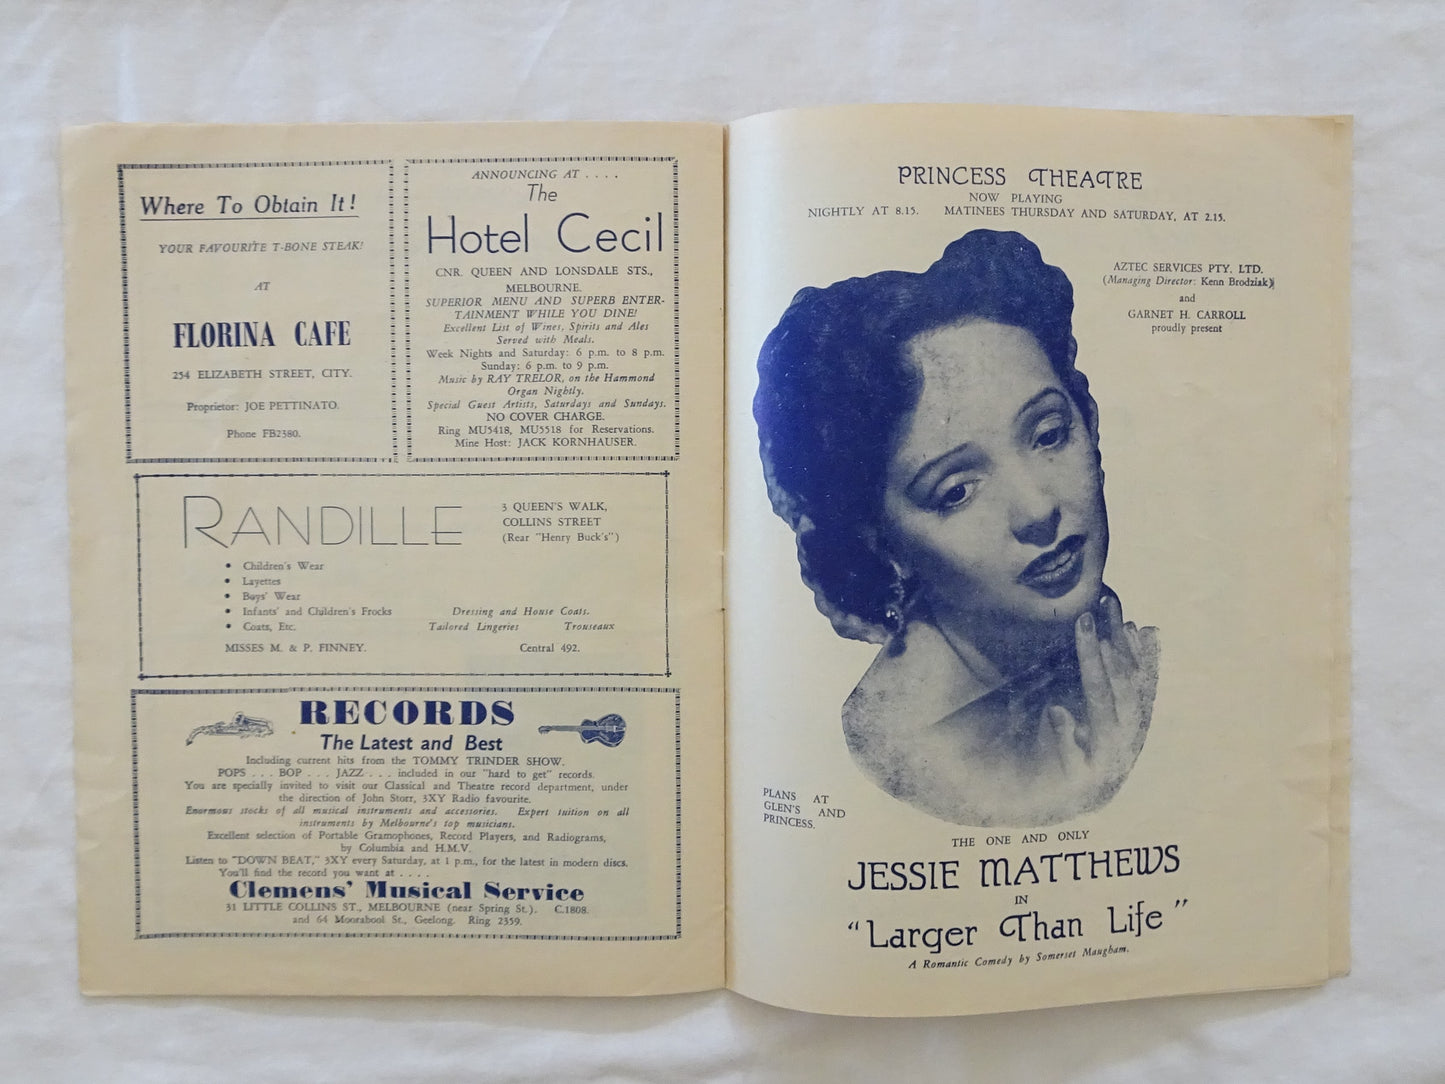 Where To Obtain It!
YOUR FAVOURITE T-BONE STEAK!
AT
FLORINA CAFE
254 ELIZABETH STREET, CITY.
Proprietor: JOE PETTINATO.
Phone FB2380.
ANNOUNCING AT . . . .
The
Hotel Cecil
CNR. QUEEN AND LONSDALE STS.,
MELBOURNE.
SUPERIOR MENU AND SUPERB ENTER-
TAINMENT WHILE YOU DINE!
Excellent List of Wines, Spirits and Ales
Served with Meals.
Week Nights and Saturday: 6 p.m. to 8 p.m.
Sunday: 6 p.m. to 9 p.m.
Music by RAY TRELOR, on the Hammond
Organ Nightly.
Special Guest Artists, Saturdays and Sundays.
NO COVER CHARGE.
Ring MU5418, MU5518 for Reservations.
Mine Host: JACK KORNHAUSER.
RANDILLE
3 QUEEN'S WALK,
COLLINS STREET
(Rear "Henry Buck's")
• Children's Wear
• Layettes
• Boys' Wear
• Infants' and Children's Frocks
• Coats, Etc.
Dressing and House Coats.
Tailored Lingeries Trouseaux
MISSES M. & P. FINNEY. Central 492.
RECORDS
The Latest and Best
Including current hits from the TOMMY TRINDER SHOW.
POPS . . . BOP . . . JAZZ . . . included in our "hard to get" records.
You are specially invited to visit our Classical and Theatre record department, under
the direction of John Storr, 3XY Radio favourite.
Enormous stocks of all musical instruments and accessories. Expert tuition on all
instruments by Melbourne's top musicians.
Excellent selection of Portable Gramophones, Record Players, and Radiograms,
by Columbia and H.M.V.
Listen to "DOWN BEAT," 3XY every Saturday, at 1 p.m., for the latest in modern discs.
You'll find the record you want at . . . .
Clemens' Musical Service
31 LITTLE COLLINS ST., MELBOURNE (near Spring St.). C.1808.
and 64 Moorabool St., Geelong. Ring 2359.
PRINCESS THEATRE
NOW PLAYING
NIGHTLY AT 8.15. MATINEES THURSDAY AND SATURDAY, AT 2.15.
AZTEC SERVICES PTY. LTD.
(Managing Director: Kenn Brodziak)
and
GARNET H. CARROLL
proudly present
PLANS AT
GLEN'S AND
PRINCESS.
THE ONE AND ONLY
JESSIE MATTHEWS
IN
"Larger Than Life"
A Romantic Comedy by Somerset Maugham.